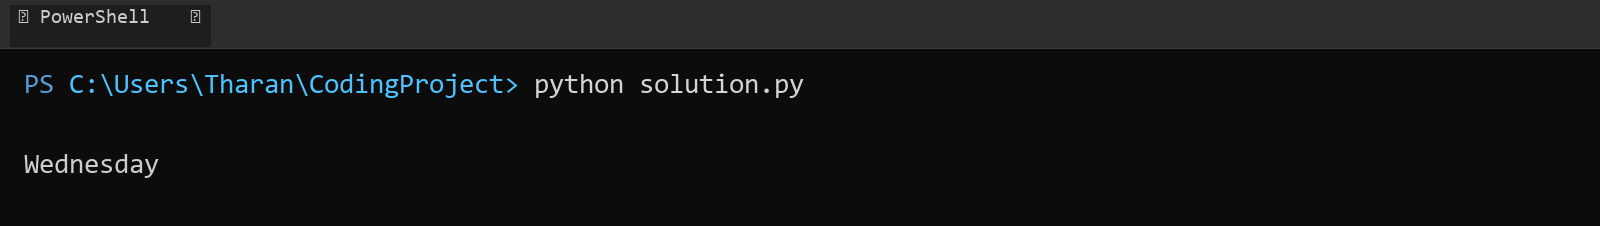 PowerShell
PS C:\Users\Tharan\CodingProject> python solution.py
Wednesday